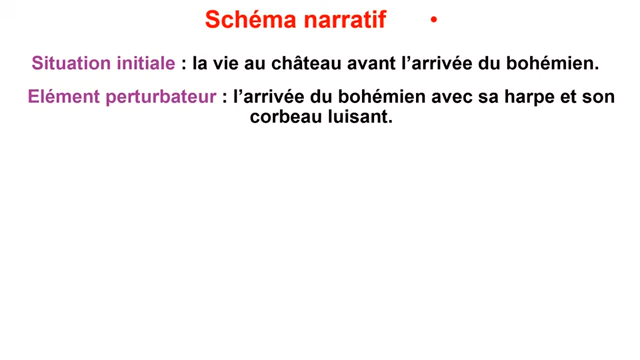 Schéma narratif
Situation initiale : la vie au château avant l’arrivée du bohémien.
Elément perturbateur : l’arrivée du bohémien avec sa harpe et son
corbeau luisant.